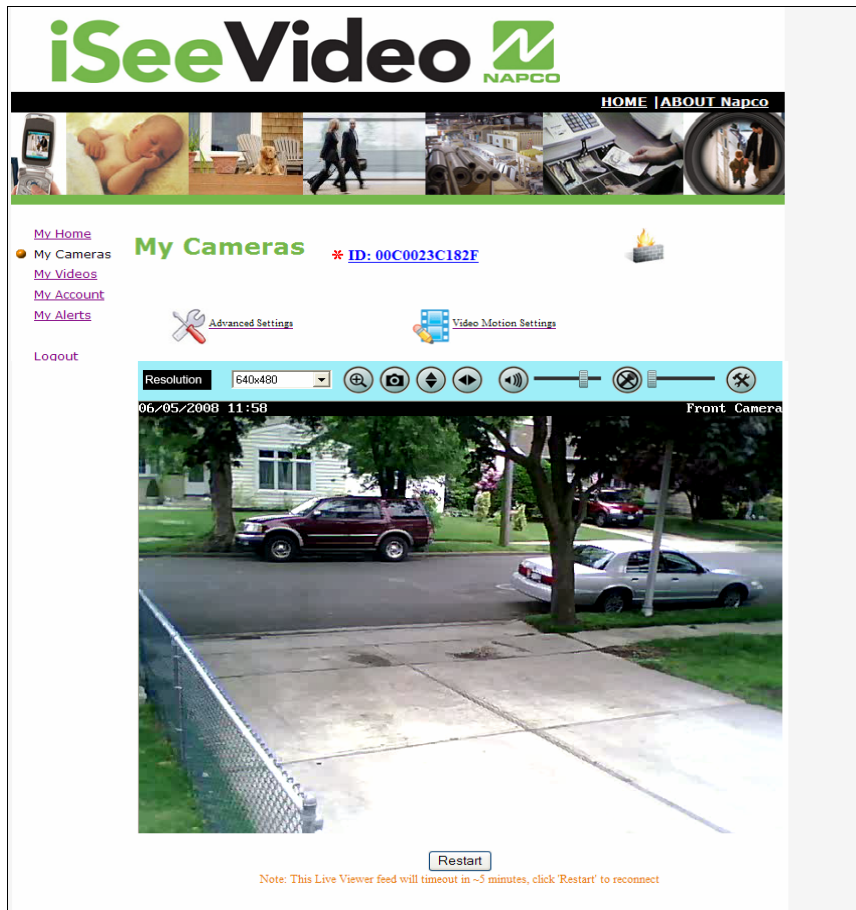 iSeeVideo
NAPCO
HOME | ABOUT Napco
My Home
My Cameras
My Videos
My Account
My Alerts
Logout
My Cameras
* ID: 00C0023C182F
Advanced Settings
Video Motion Settings
Resolution
640x480
06/05/2008 11:58
Front Camera
Restart
Note: This Live Viewer feed will timeout in ~5 minutes, click 'Restart' to reconnect